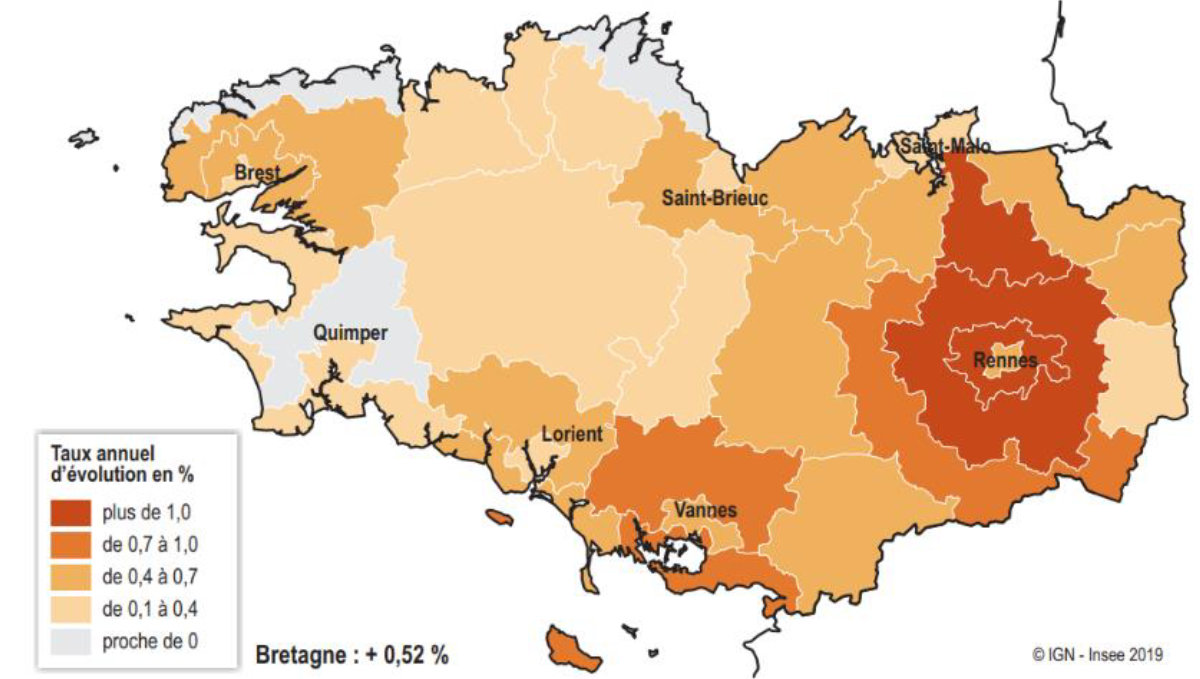 Saint-Malo
Brest
Saint-Brieuc
Quimper
Rennes
Lorient
Vannes
Taux annuel
d’évolution en %
plus de 1,0
de 0,7 à 1,0
de 0,4 à 0,7
de 0,1 à 0,4
proche de 0
Bretagne : + 0,52 %
© IGN - Insee 2019